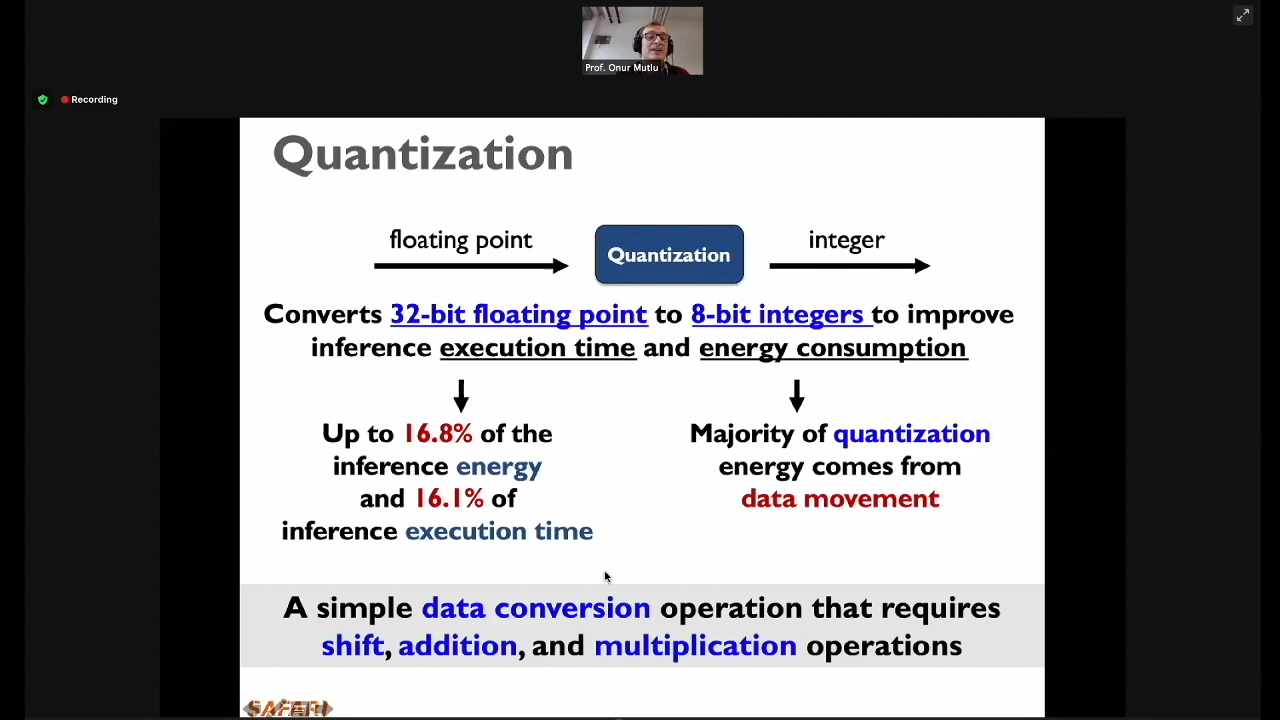 Prof. Onur Mutlu
Recording
Quantization
floating point
Quantization
integer
Converts 32-bit floating point to 8-bit integers to improve
inference execution time and energy consumption
Up to 16.8% of the
inference energy
and 16.1% of
inference execution time
Majority of quantization
energy comes from
data movement
A simple data conversion operation that requires
shift, addition, and multiplication operations
SAFARI